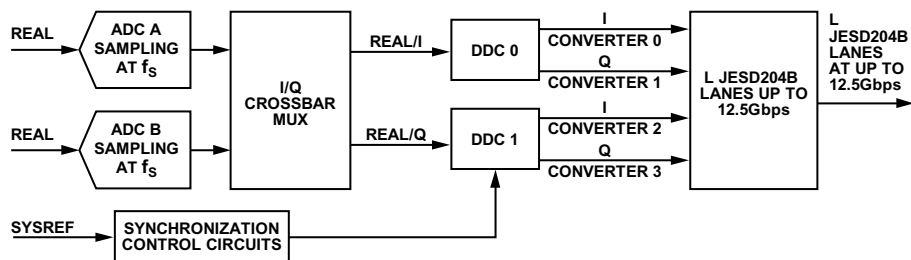 REAL
ADC A
SAMPLING
AT fS
REAL
ADC B
SAMPLING
AT fS
SYSREF
SYNCHRONIZATION
CONTROL CIRCUITS
I/Q
CROSSBAR
MUX
REAL/I
REAL/Q
DDC 0
DDC 1
I
CONVERTER 0
Q
CONVERTER 1
I
CONVERTER 2
Q
CONVERTER 3
L JESD204B
LANES UP TO
12.5Gbps
L
JESD204B
LANES
AT UP TO
12.5Gbps